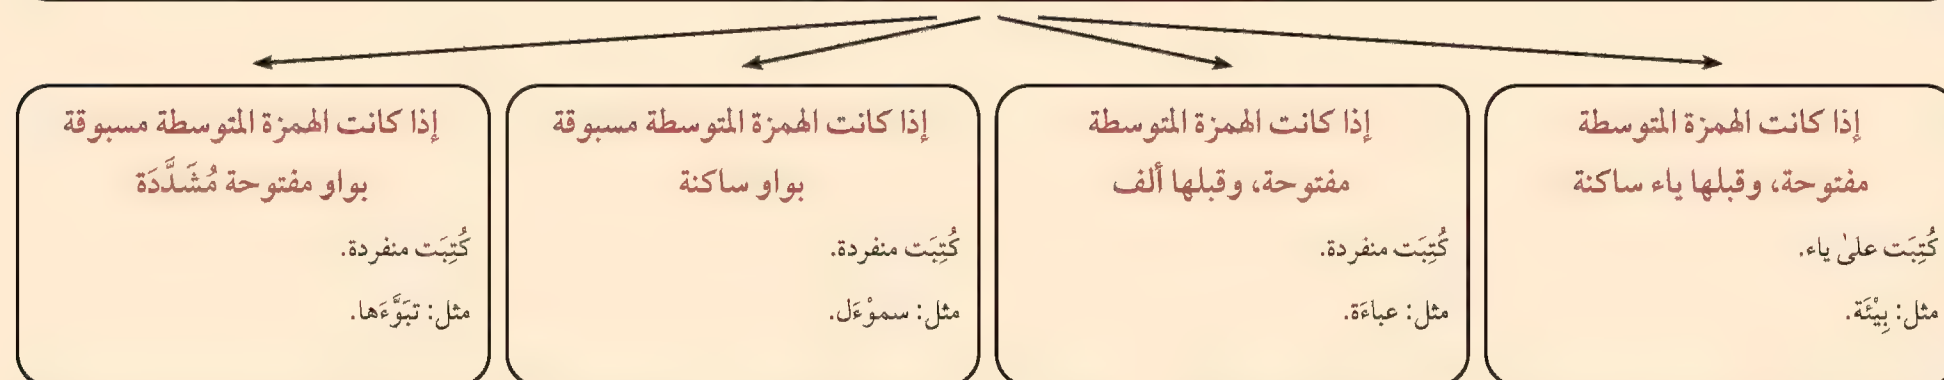 إذا كانت الهمزة المتوسطة
مفتوحة، وقبلها ياء ساكنة
كُتِبَت علىٰ ياء.
مثل: بِيْئَة.
إذا كانت الهمزة المتوسطة
مفتوحة، وقبلها ألف
كُتِبَت منفردة.
مثل: عباءَة.
إذا كانت الهمزة المتوسطة مسبوقة
بواو ساكنة
كُتِبَت منفردة.
مثل: سموْءَل.
إذا كانت الهمزة المتوسطة مسبوقة
بواو مفتوحة مُشَدَّدَة
كُتِبَت منفردة.
مثل: تبَوَّءَها.